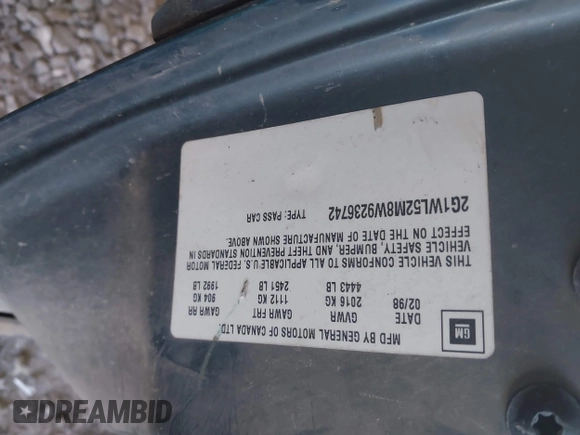 GM
MFD BY GENERAL MOTORS OF CANADA LTD.
DATE GVWR GAWR FRT GAWR RR
02/98 2016 KG 1112 KG 904 KG
4443 LB 2451 LB 1992 LB
THIS VEHICLE CONFORMS TO ALL APPLICABLE U.S. FEDERAL MOTOR
VEHICLE SAFETY, BUMPER, AND THEFT PREVENTION STANDARDS IN
EFFECT ON THE DATE OF MANUFACTURE SHOWN ABOVE.
2G1WL52M8W9236742 TYPE: PASS CAR
DREAMBID